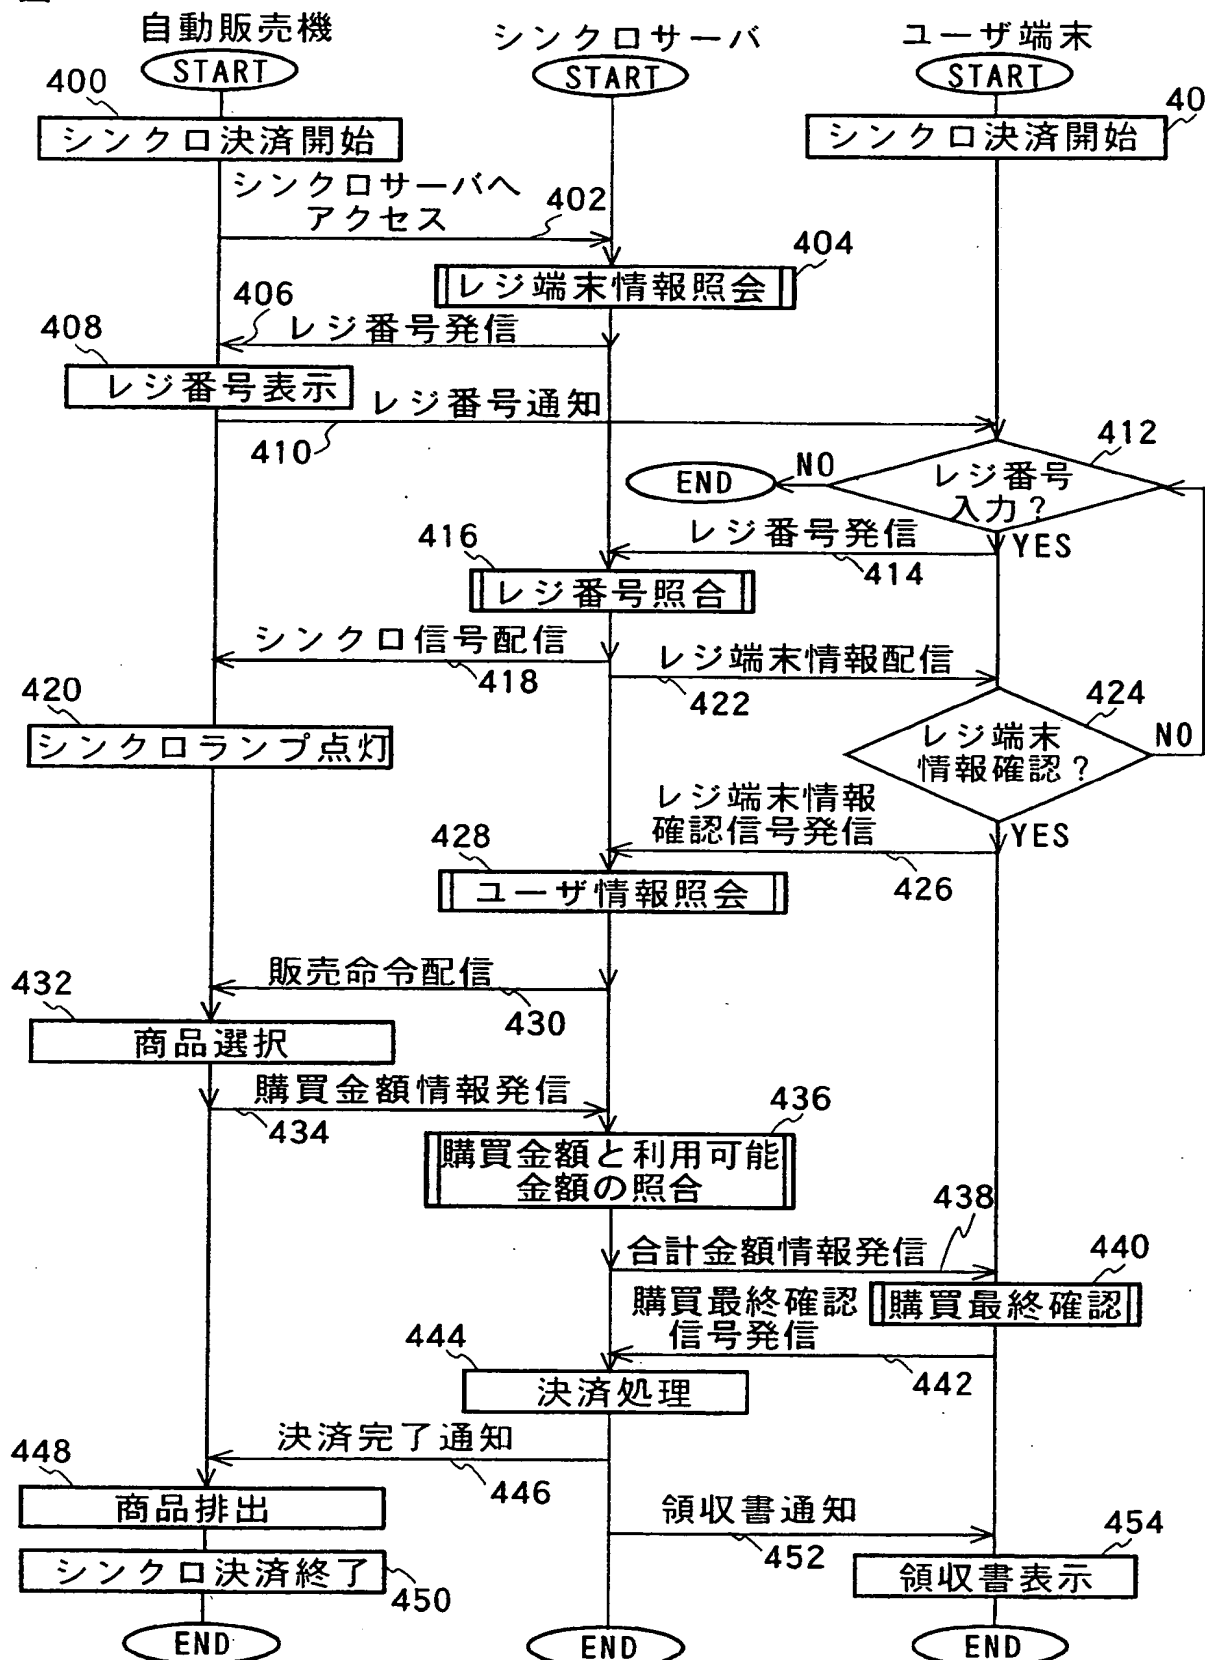 自動販売機
シンクロサーバ
ユーザ端末
START
START
START
400
シンクロ決済開始
40
シンクロ決済開始
シンクロサーバへ
アクセス
402
404
レジ端末情報照会
406
レジ番号発信
408
レジ番号表示
レジ番号通知
410
412
レジ番号
入力?
NO
END
YES
レジ番号発信
414
416
レジ番号照合
シンクロ信号配信
418
レジ端末情報配信
422
420
シンクロランプ点灯
424
レジ端末
情報確認?
NO
YES
レジ端末情報
確認信号発信
426
428
ユーザ情報照会
販売命令配信
430
432
商品選択
購買金額情報発信
434
436
購買金額と利用可能
金額の照合
438
合計金額情報発信
440
購買最終確認
購買最終確認
信号発信
442
444
決済処理
決済完了通知
446
448
商品排出
領収書通知
452
454
領収書表示
シンクロ決済終了
450
END
END
END